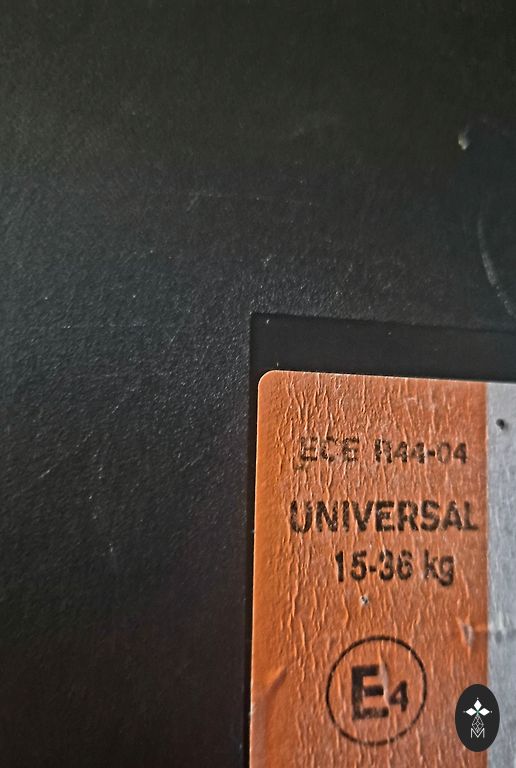 ECE R44-04
UNIVERSAL
15-36 kg
E4